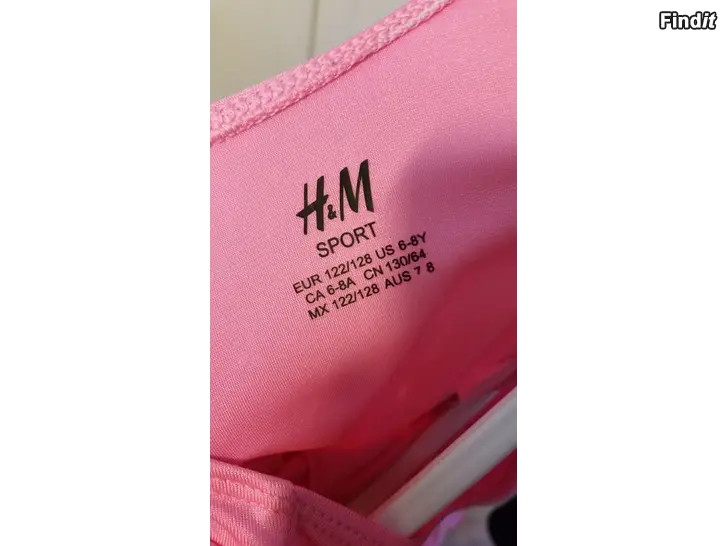 Findit
H&M
SPORT
EUR 122/128 US 6-8Y
CA 6-8A CN 130/64
MX 122/128 AUS 7 8